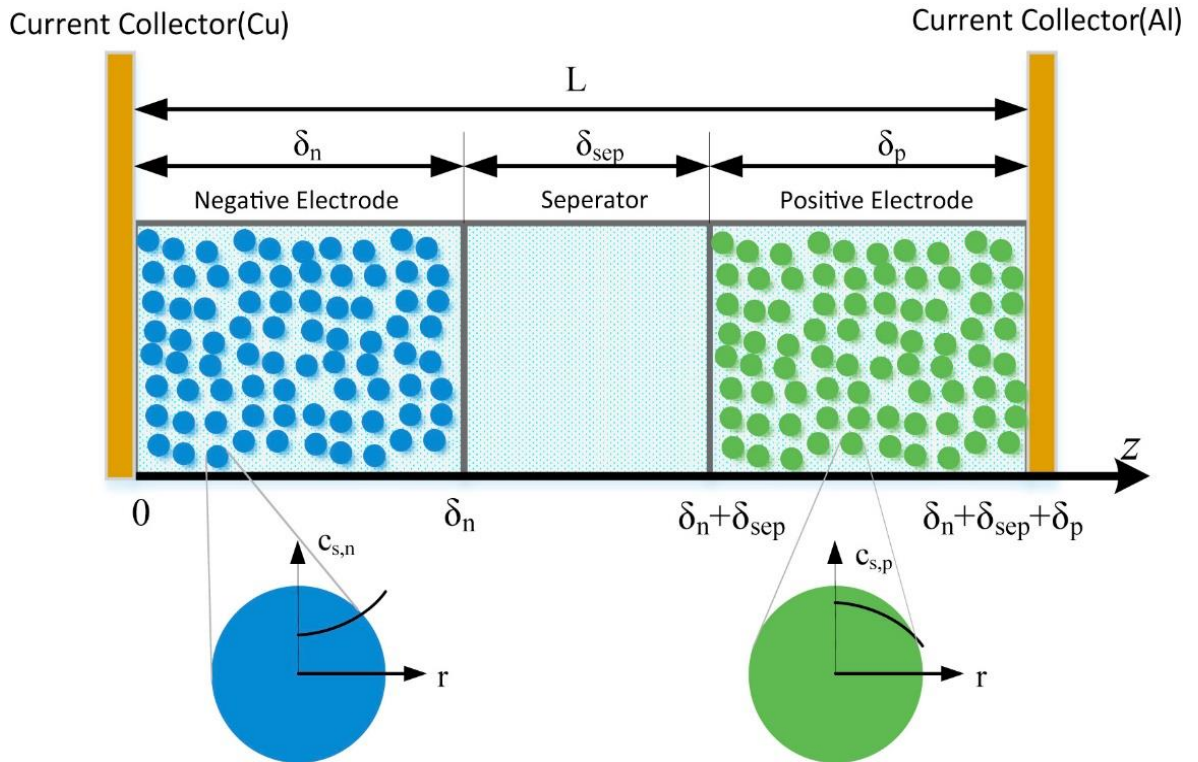 Current Collector(Cu)
Current Collector(Al)
L
δn
δsep
δp
Negative Electrode
Seperator
Positive Electrode
z
0
δn
δn+δsep
δn+δsep+δp
cs,n
cs,p
r
r